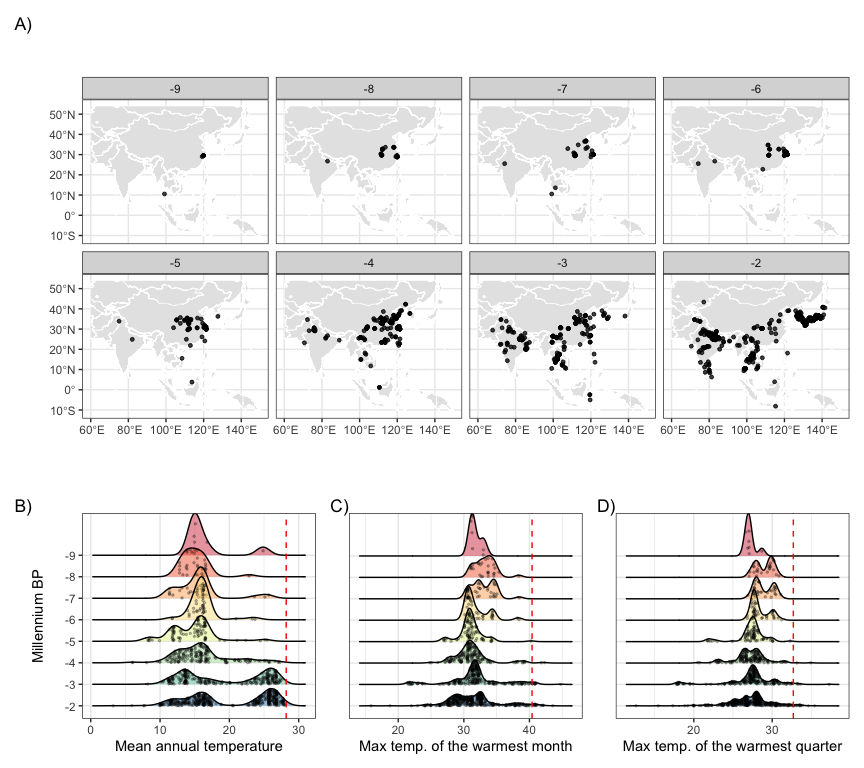 A)
-9 -8 -7 -6
50°N
40°N
30°N
20°N
10°N
0°
10°S
-5 -4 -3 -2
50°N
40°N
30°N
20°N
10°N
0°
10°S
60°E 80°E 100°E 120°E 140°E 60°E 80°E 100°E 120°E 140°E 60°E 80°E 100°E 120°E 140°E 60°E 80°E 100°E 120°E 140°E
B) C) D)
Millennium BP
-9
-8
-7
-6
-5
-4
-3
-2
0 10 20 30 20 30 40 20 30
Mean annual temperature Max temp. of the warmest month Max temp. of the warmest quarter